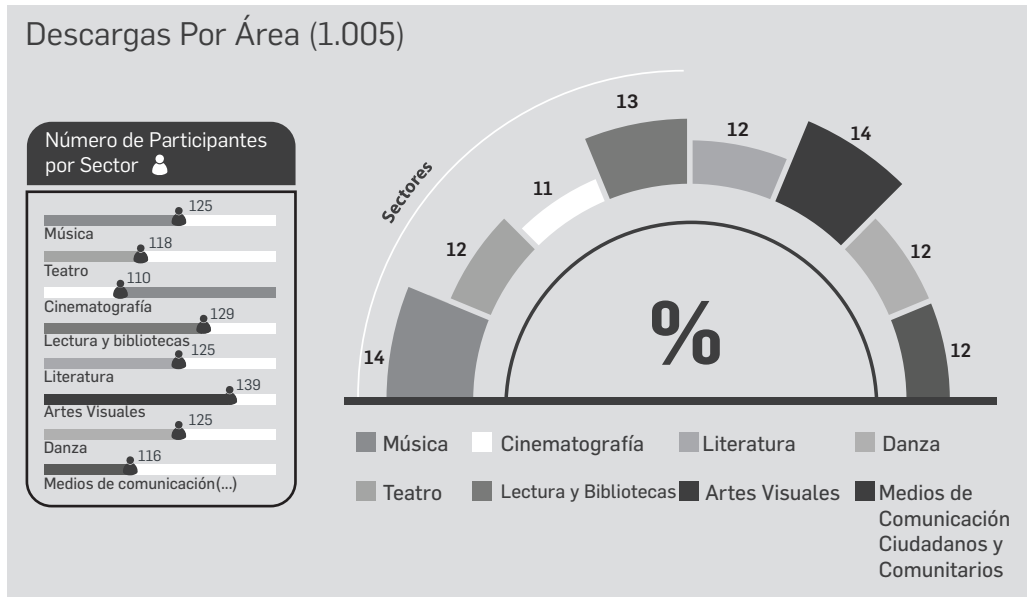 Descargas Por Área (1.005)
Número de Participantes
por Sector
125
Música
118
Teatro
110
Cinematografía
129
Lectura y bibliotecas
125
Literatura
139
Artes Visuales
125
Danza
116
Medios de comunicación(...)
Sectores
14
12
11
13
12
14
12
12
%
Música
Cinematografía
Literatura
Danza
Teatro
Lectura y Bibliotecas
Artes Visuales
Medios de
Comunicación
Ciudadanos y
Comunitarios